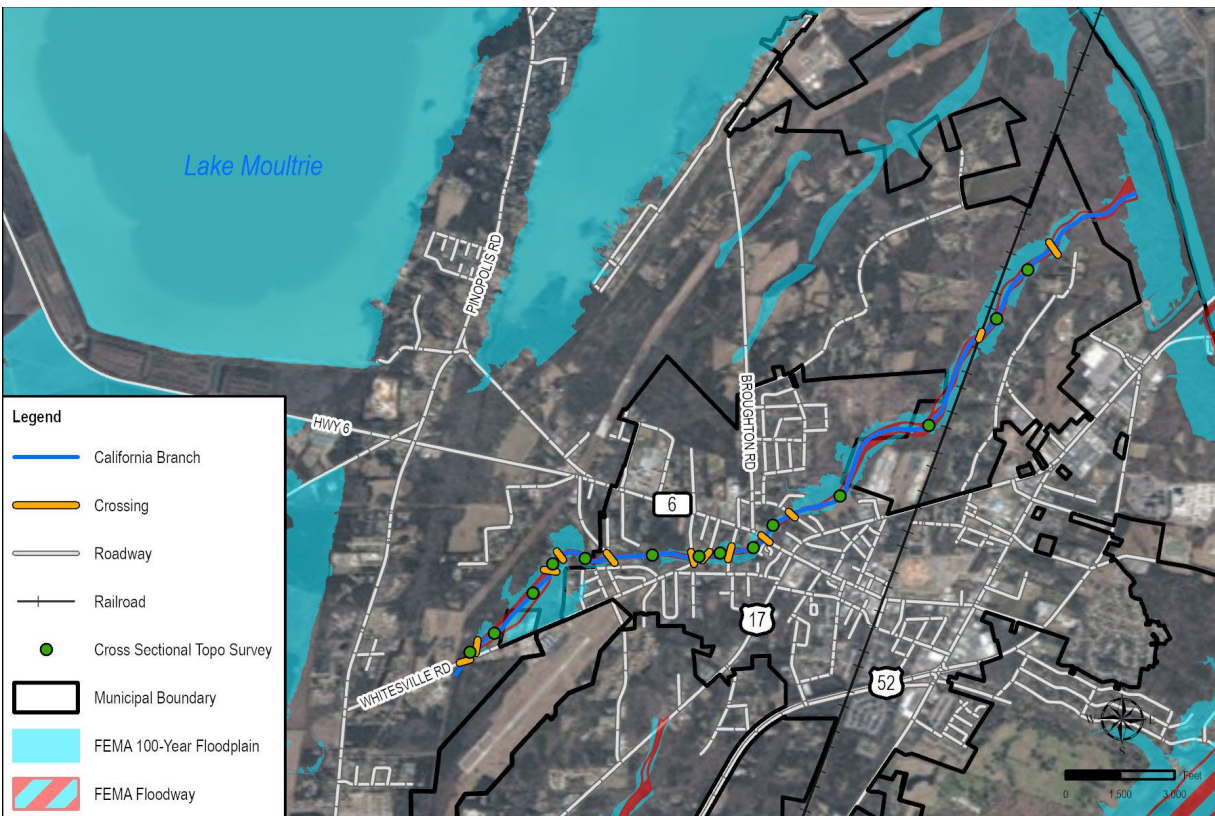 Lake Moultrie
PINOPOLIS RD
HWY 6
BROUGHTON RD
6
17
WHITESVILLE RD
52
Legend
California Branch
Crossing
Roadway
Railroad
Cross Sectional Topo Survey
Municipal Boundary
FEMA 100-Year Floodplain
FEMA Floodway
S
Feet
0 1,500 3,000